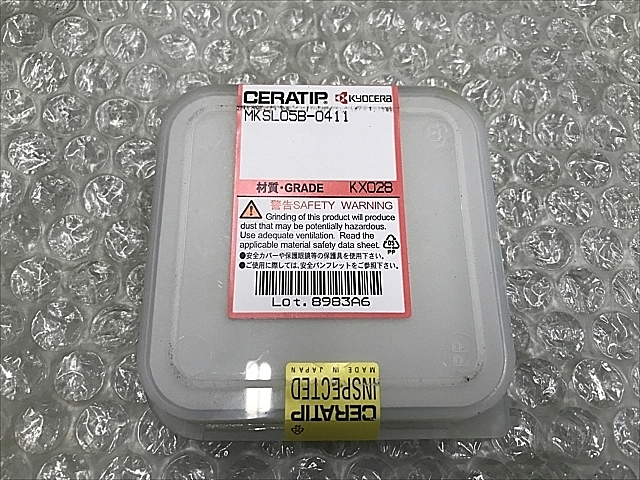 CERATIP® KYOCERA
MKSL05B-0411
材質・GRADE KX028
警告SAFETY WARNING
Grinding of this product will produce
dust that may be potentially hazardous.
Use adequate ventilation. Read the
applicable material safety data sheet.
PP
●安全カバーや保護眼鏡等の保護具を使用下さい。
●ご使用に際しては、安全パンフレットをご参照下さい。
Lot.8983A6
CERATIP
INSPECTED
MADE IN JAPAN